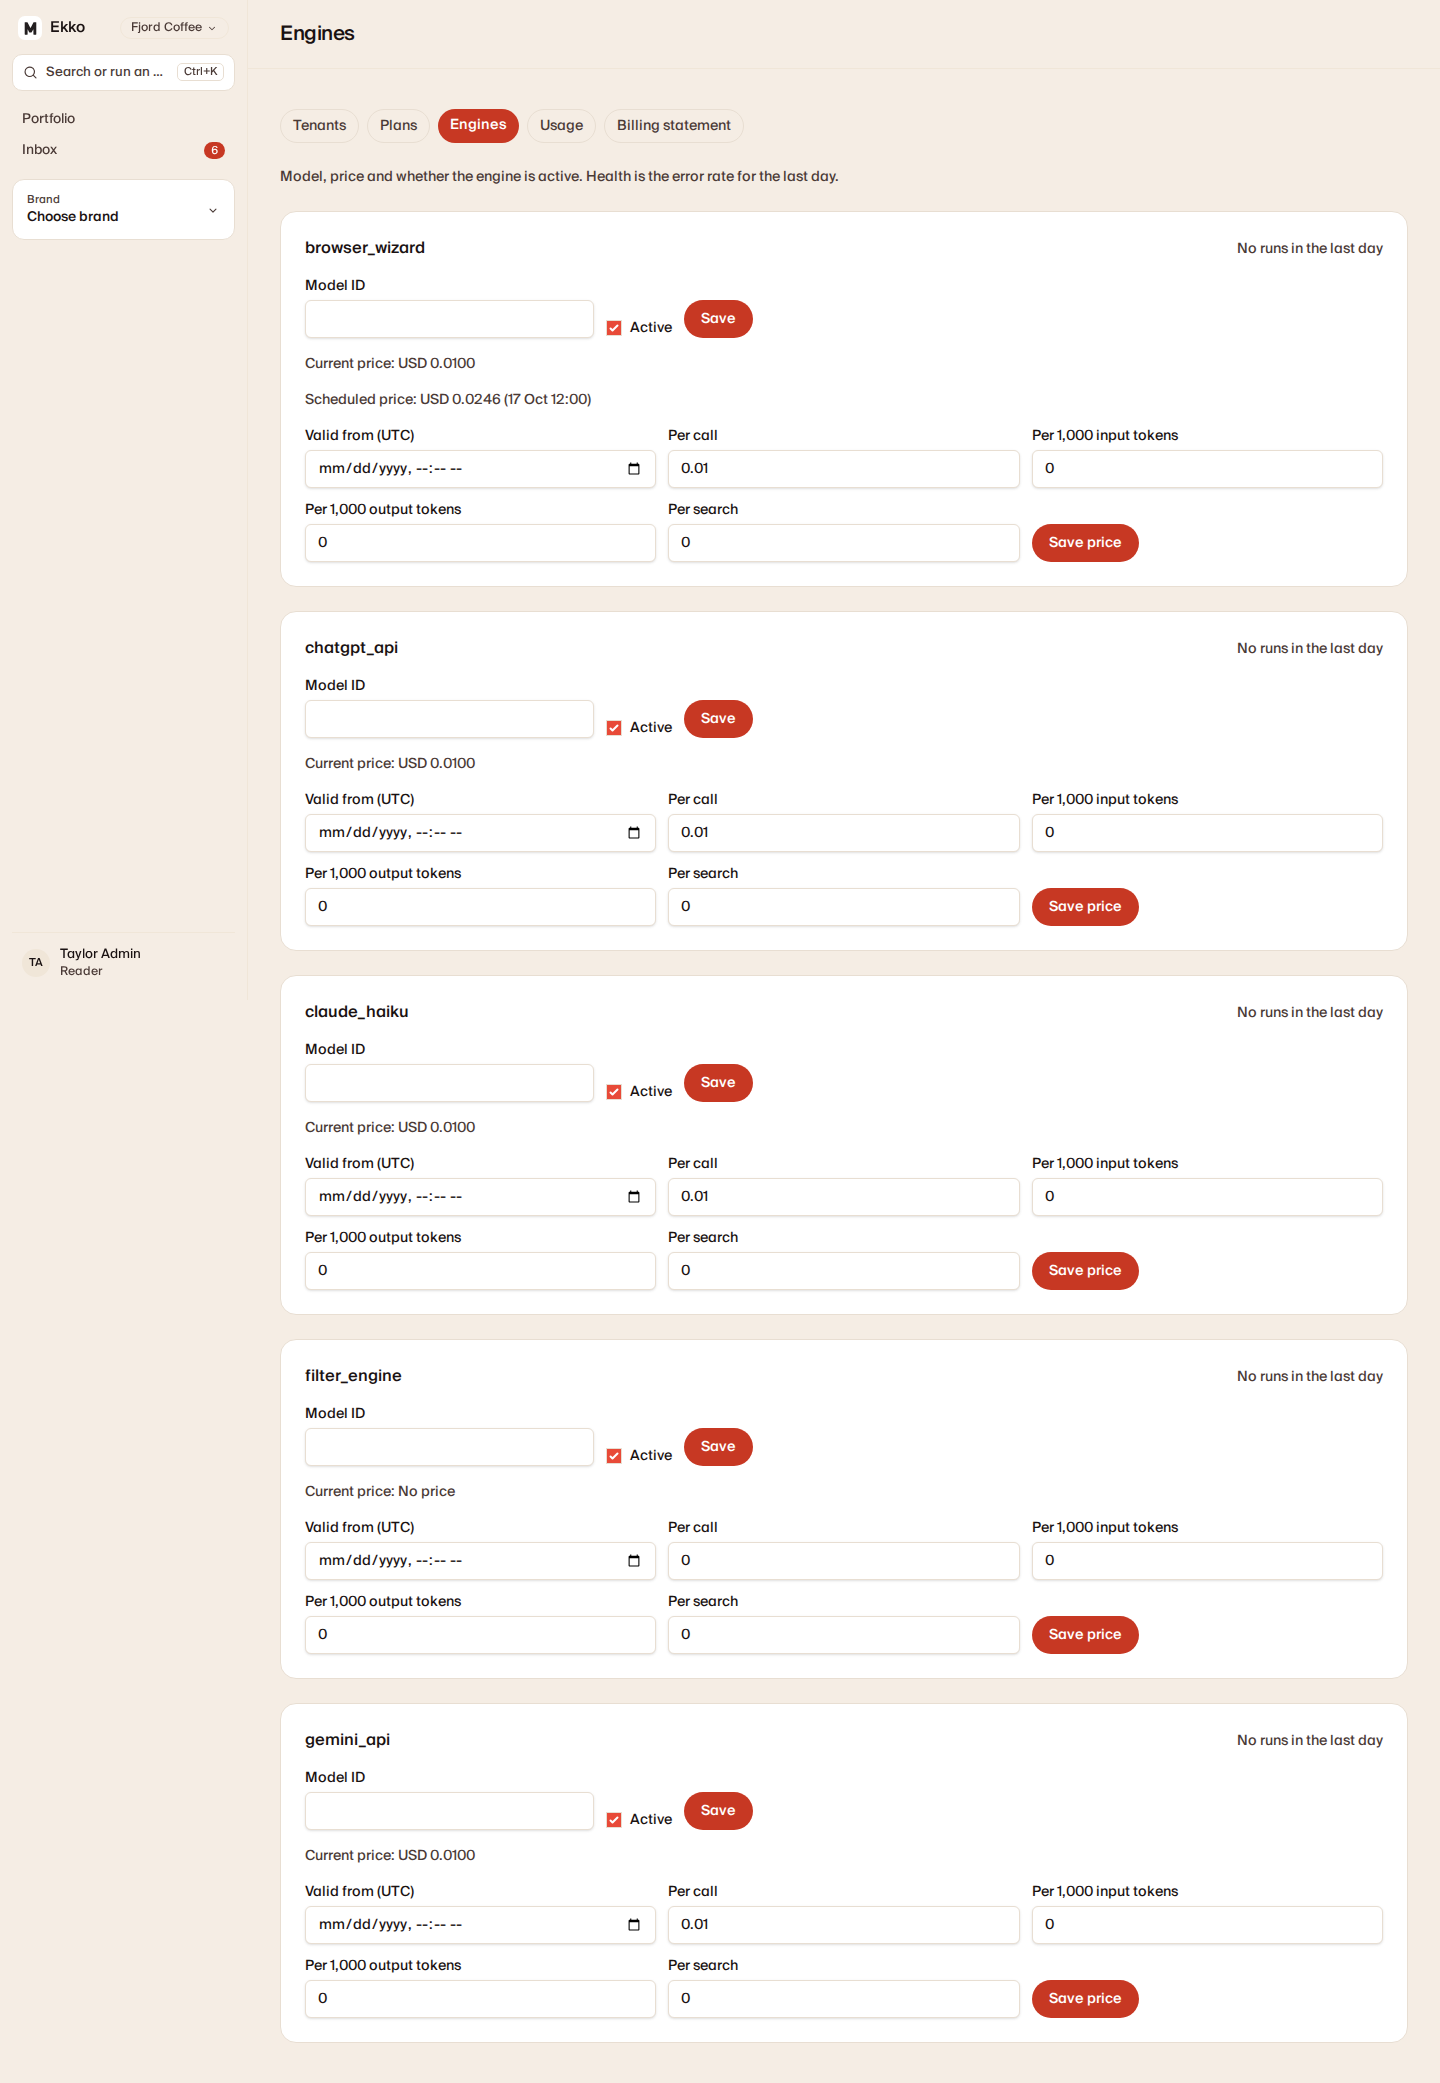 Ekko
Fjord Coffee
Search or run an ...
Ctrl+K
Portfolio
Inbox
6
Brand
Choose brand
TA
Taylor Admin
Reader
Engines
Tenants
Plans
Engines
Usage
Billing statement
Model, price and whether the engine is active. Health is the error rate for the last day.
browser_wizard
No runs in the last day
Model ID
Active
Save
Current price: USD 0.0100
Scheduled price: USD 0.0246 (17 Oct 12:00)
Valid from (UTC)
Per call
Per 1,000 input tokens
mm/dd/yyyy, --:-- --
0.01
0
Per 1,000 output tokens
Per search
0
0
Save price
chatgpt_api
No runs in the last day
Model ID
Active
Save
Current price: USD 0.0100
Valid from (UTC)
Per call
Per 1,000 input tokens
mm/dd/yyyy, --:-- --
0.01
0
Per 1,000 output tokens
Per search
0
0
Save price
claude_haiku
No runs in the last day
Model ID
Active
Save
Current price: USD 0.0100
Valid from (UTC)
Per call
Per 1,000 input tokens
mm/dd/yyyy, --:-- --
0.01
0
Per 1,000 output tokens
Per search
0
0
Save price
filter_engine
No runs in the last day
Model ID
Active
Save
Current price: No price
Valid from (UTC)
Per call
Per 1,000 input tokens
mm/dd/yyyy, --:-- --
0
0
Per 1,000 output tokens
Per search
0
0
Save price
gemini_api
No runs in the last day
Model ID
Active
Save
Current price: USD 0.0100
Valid from (UTC)
Per call
Per 1,000 input tokens
mm/dd/yyyy, --:-- --
0.01
0
Per 1,000 output tokens
Per search
0
0
Save price